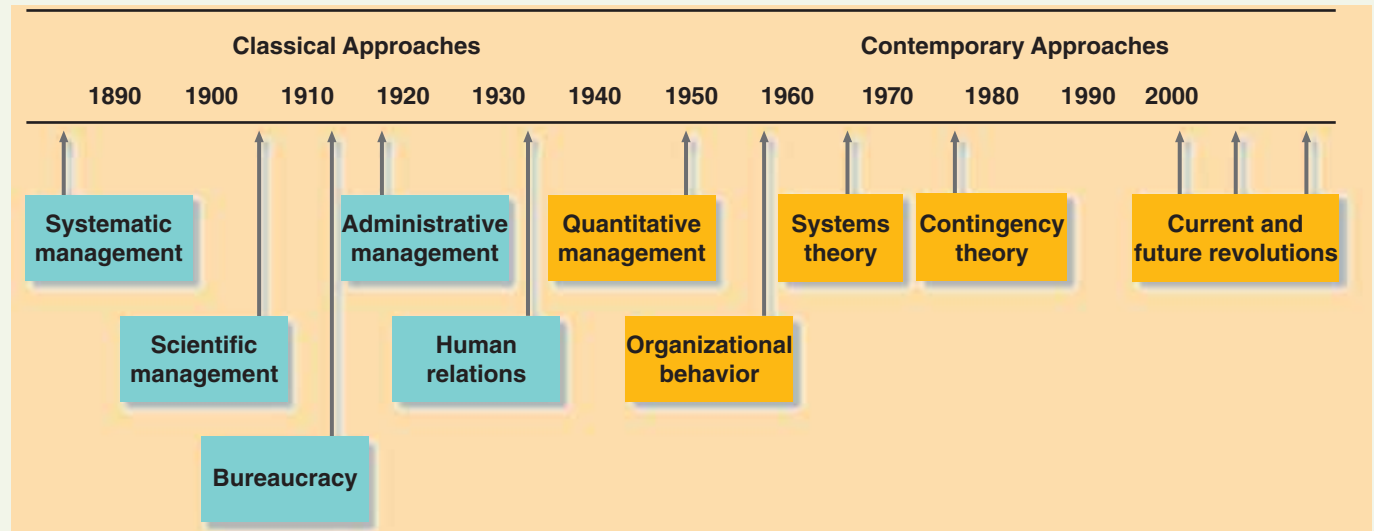 Classical Approaches
Contemporary Approaches
1890 1900 1910 1920 1930 1940 1950 1960 1970 1980 1990 2000
Systematic
management
Administrative
management
Quantitative
management
Systems
theory
Contingency
theory
Current and
future revolutions
Scientific
management
Human
relations
Organizational
behavior
Bureaucracy